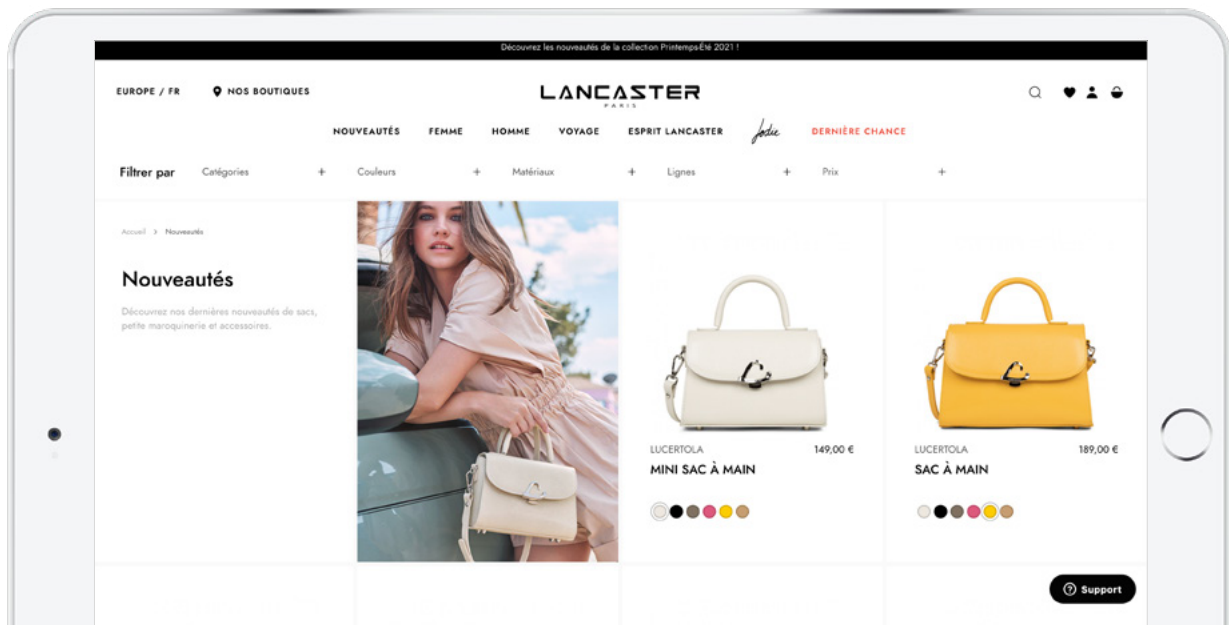 Découvrez les nouveautés de la collection Printemps-Été 2021 !
EUROPE / FR
NOS BOUTIQUES
LANCASTER
PARIS
NOUVEAUTÉS FEMME HOMME VOYAGE ESPRIT LANCASTER Jodie DERNIÈRE CHANCE
Filtrer par Catégories + Couleurs + Matériaux + Lignes + Prix +
Accueil > Nouveautés
Nouveautés
Découvrez nos dernières nouveautés de sacs,
petite maroquinerie et accessoires.
LUCERTOLA 149,00 €
MINI SAC À MAIN
LUCERTOLA 189,00 €
SAC À MAIN
Support